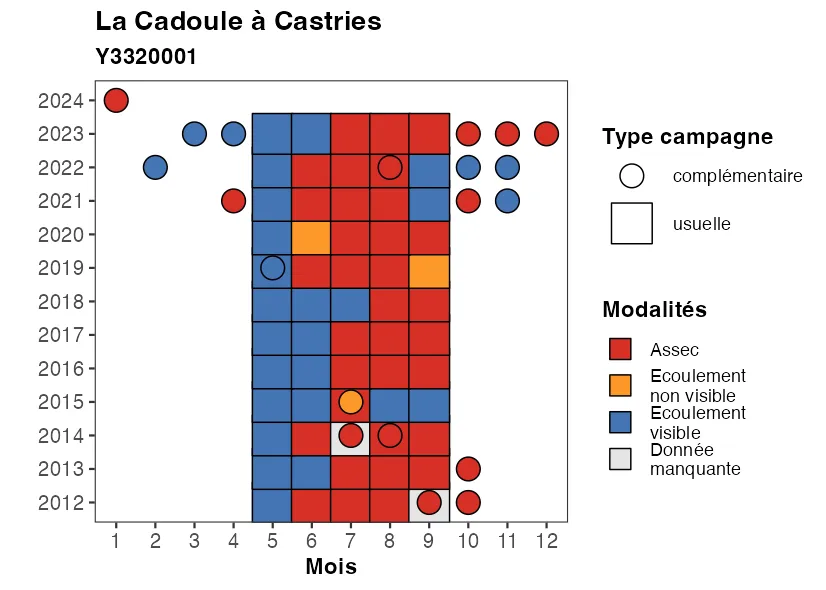 La Cadoule à Castries
Y3320001
2024
2023
2022
2021
2020
2019
2018
2017
2016
2015
2014
2013
2012
1 2 3 4 5 6 7 8 9 10 11 12
Mois
Type campagne
complémentaire
usuelle
Modalités
Assec
Ecoulement
non visible
Ecoulement
visible
Donnée
manquante